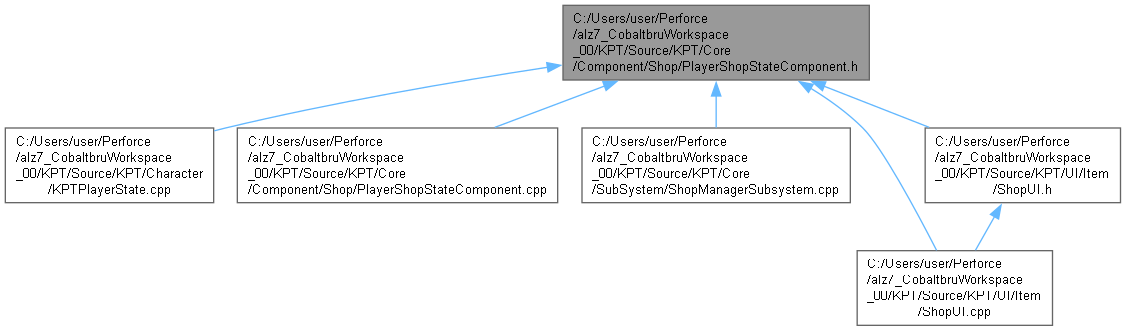 C:/Users/user/Perforce
/alz7_CobaltbruWorkspace
_00/KPT/Source/KPT/Core
/Component/Shop/PlayerShopStateComponent.h
C:/Users/user/Perforce
/alz7_CobaltbruWorkspace
_00/KPT/Source/KPT/Character
/KPTPlayerState.cpp
C:/Users/user/Perforce
/alz7_CobaltbruWorkspace
_00/KPT/Source/KPT/Core
/Component/Shop/PlayerShopStateComponent.cpp
C:/Users/user/Perforce
/alz7_CobaltbruWorkspace
_00/KPT/Source/KPT/Core
/SubSystem/ShopManagerSubsystem.cpp
C:/Users/user/Perforce
/alz7_CobaltbruWorkspace
_00/KPT/Source/KPT/UI/Item
/ShopUI.h
C:/Users/user/Perforce
/alz7_CobaltbruWorkspace
_00/KPT/Source/KPT/UI/Item
/ShopUI.cpp